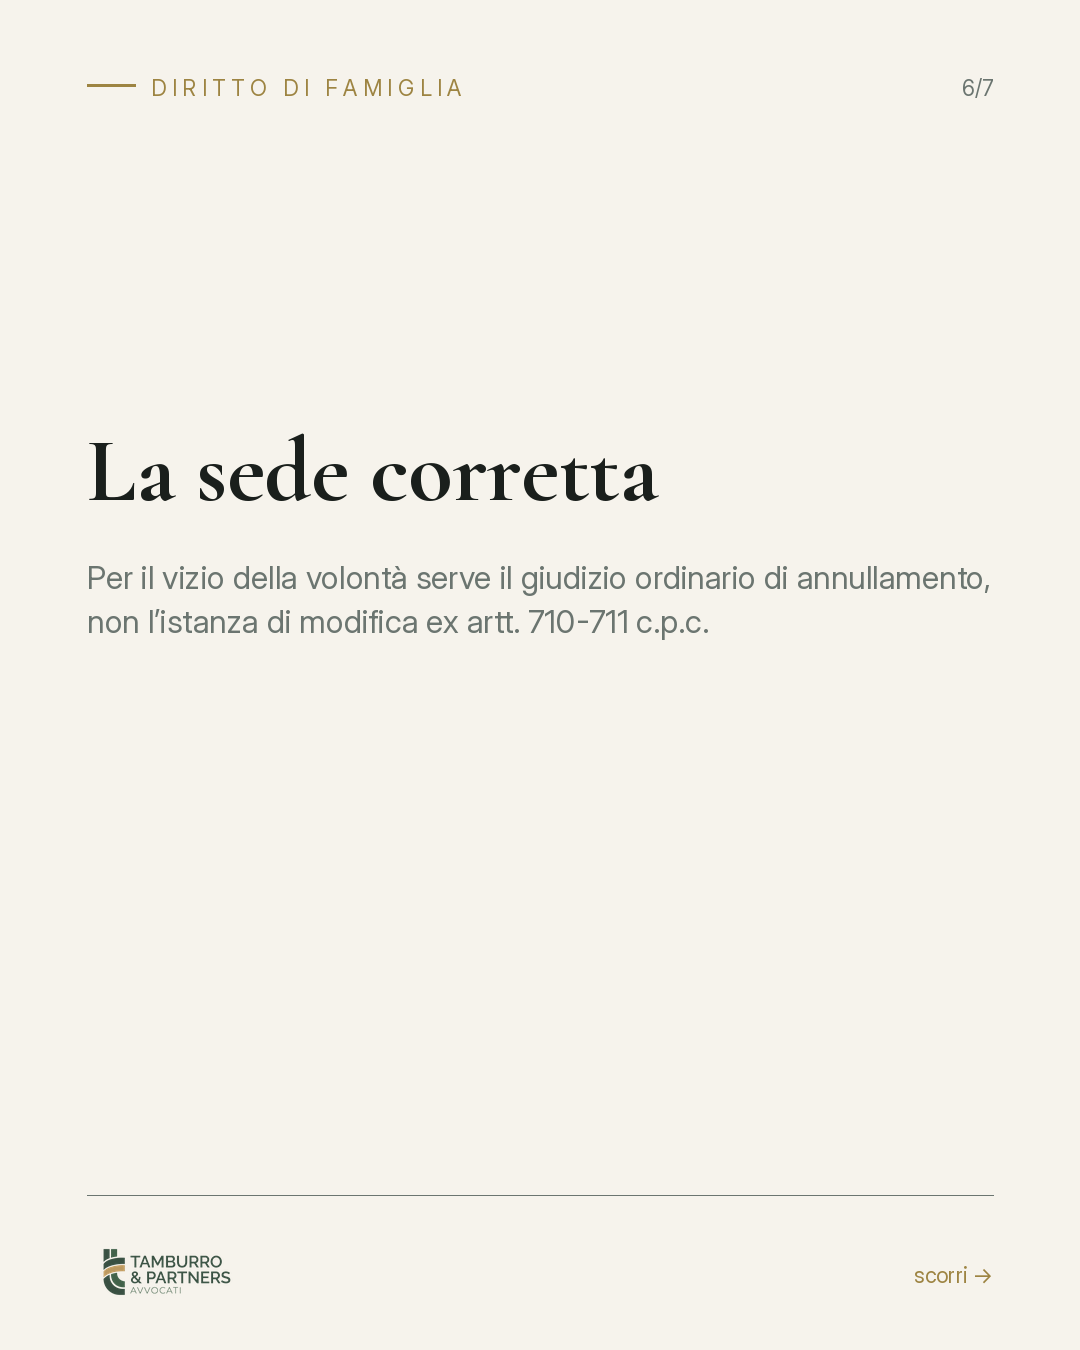 DIRITTO DI FAMIGLIA
6/7
La sede corretta
Per il vizio della volontà serve il giudizio ordinario di annullamento,
non l’istanza di modifica ex artt. 710-711 c.p.c.
TAMBURRO
& PARTNERS
AVVOCATI
scorri →